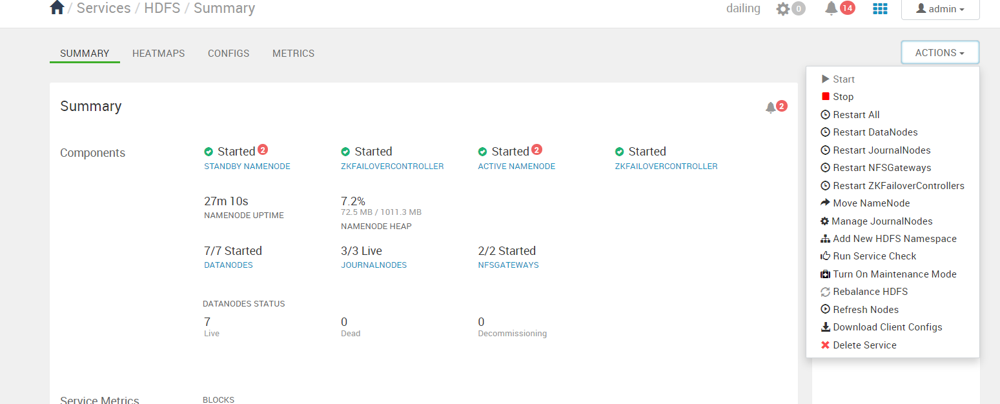 / Services / HDFS / Summary
dailing 0 14 admin
SUMMARY HEATMAPS CONFIGS METRICS
ACTIONS
Start
Stop
Restart All
Restart DataNodes
Restart JournalNodes
Restart NFSGateways
Restart ZKFailoverControllers
Move NameNode
Manage JournalNodes
Add New HDFS Namespace
Run Service Check
Turn On Maintenance Mode
Rebalance HDFS
Refresh Nodes
Download Client Configs
Delete Service
Summary
2
Components
Started 2
STANDBY NAMENODE
Started
ZKFAILOVERCONTROLLER
Started 2
ACTIVE NAMENODE
Started
ZKFAILOVERCONTROLLER
27m 10s
NAMENODE UPTIME
7.2%
72.5 MB / 1011.3 MB
NAMENODE HEAP
7/7 Started
DATANODES
3/3 Live
JOURNALNODES
2/2 Started
NFSGATEWAYS
DATANODES STATUS
7
Live
0
Dead
0
Decommissioning
Service Metrics
BLOCKS